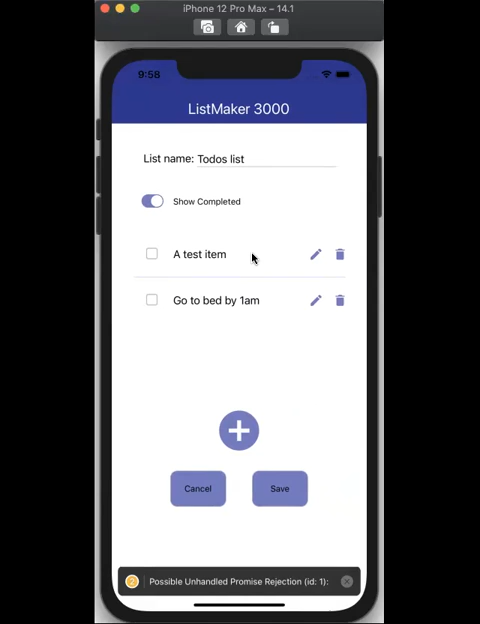 iPhone 12 Pro Max – 14.1
9:58
ListMaker 3000
List name: Todos list
Show Completed
A test item
Go to bed by 1am
Cancel
Save
2
Possible Unhandled Promise Rejection (id: 1):